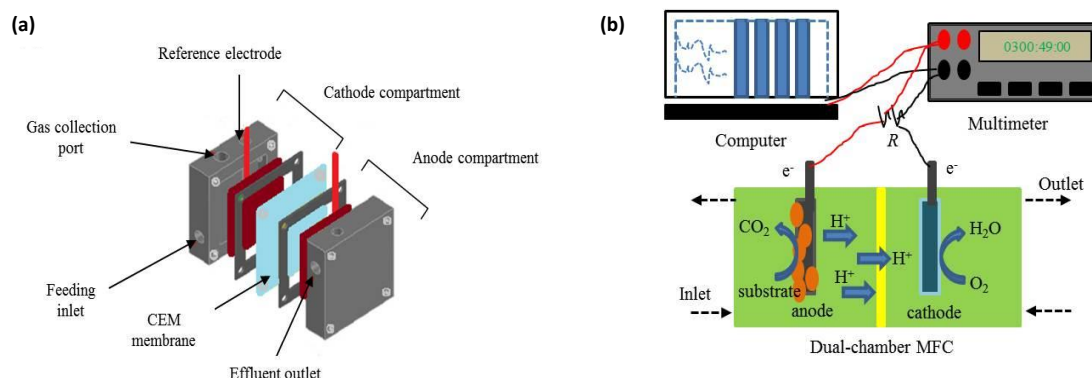 (a)
Reference electrode
Cathode compartment
Gas collection
port
Anode compartment
Feeding
inlet
CEM
membrane
Effluent outlet
(b)
0300:49:00
Computer
R
Multimeter
e-
e-
Outlet
CO2
H+
H+
H+
H2O
O2
substrate
Inlet
anode
cathode
Dual-chamber MFC